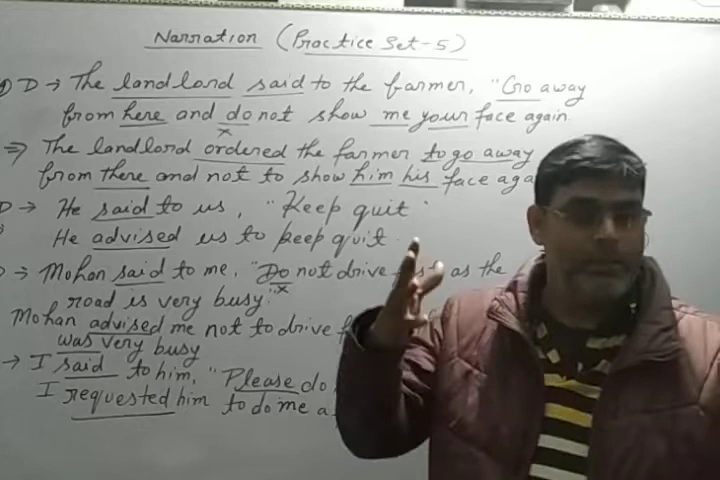 Narration (Practice Set-5)
D → The landlord said to the farmer, "Go away
from here and do not show me your face again.
⇒ The landlord ordered the farmer to go away
from there and not to show him his face aga
D → He said to us, "Keep quit"
He advised us to keep quit.
→ Mohan said to me, "Do not drive as the
road is very busy."
Mohan advised me not to drive
was very busy
→ I said to him, "Please do
I requested him to do me a